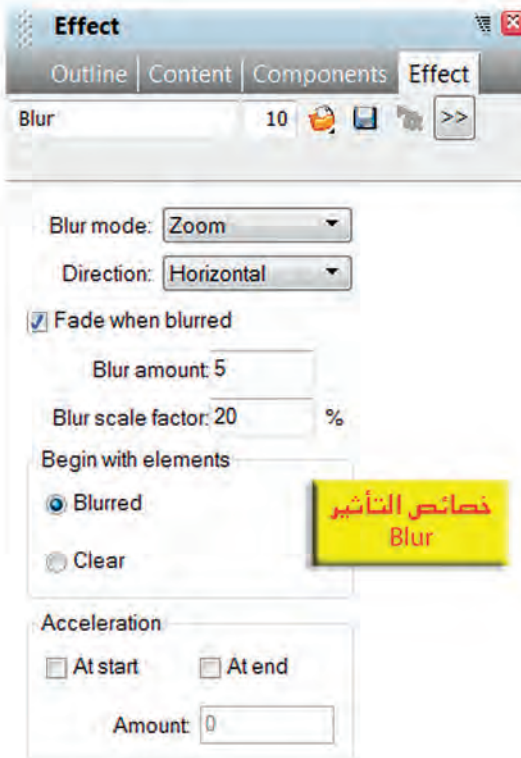 Effect
Outline Content Components Effect
Blur 10 >>
Blur mode: Zoom
Direction: Horizontal
Fade when blurred
Blur amount: 5
Blur scale factor: 20 %
Begin with elements
Blurred
خصائص التأثير
Blur
Clear
Acceleration
At start At end
Amount: 0